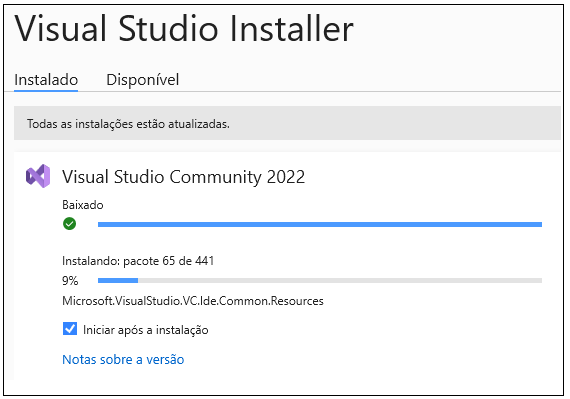 Visual Studio Installer
Instalado Disponível
Todas as instalações estão atualizadas.
Visual Studio Community 2022
Baixado
Instalando: pacote 65 de 441
9%
Microsoft.VisualStudio.VC.Ide.Common.Resources
Iniciar após a instalação
Notas sobre a versão